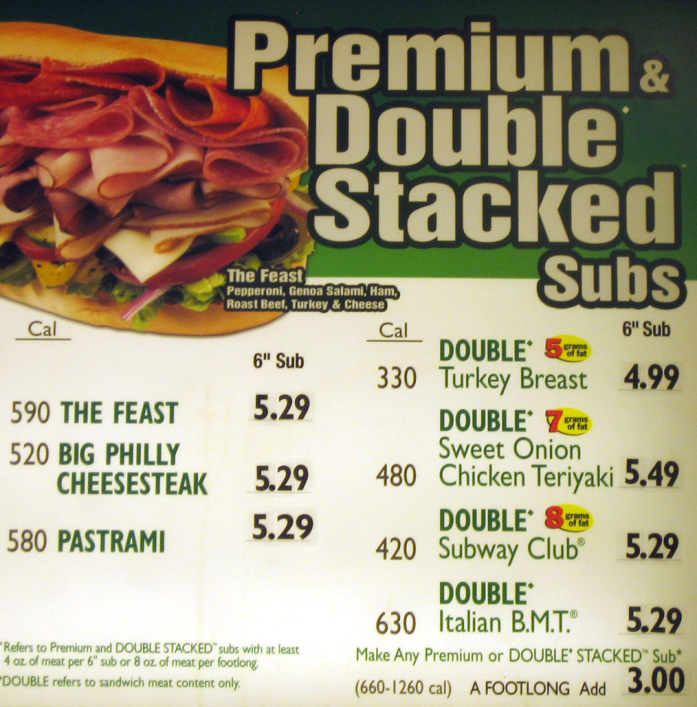 Premium &
Double+
Stacked™
Subs
The Feast
Pepperoni, Genoa Salami, Ham,
Roast Beef, Turkey & Cheese
Cal
6" Sub
590 THE FEAST 5.29
520 BIG PHILLY
CHEESESTEAK 5.29
580 PASTRAMI 5.29
Cal
6" Sub
DOUBLE+ 5 grams of fat
330 Turkey Breast 4.99
DOUBLE+ 7 grams of fat
Sweet Onion
480 Chicken Teriyaki 5.49
DOUBLE+ 8 grams of fat
420 Subway Club® 5.29
DOUBLE+
630 Italian B.M.T.® 5.29
*Refers to Premium and DOUBLE STACKED™ subs with at least
4 oz. of meat per 6" sub or 8 oz. of meat per footlong.
+DOUBLE refers to sandwich meat content only.
Make Any Premium or DOUBLE+ STACKED™ Sub*
(660-1260 cal) A FOOTLONG Add 3.00